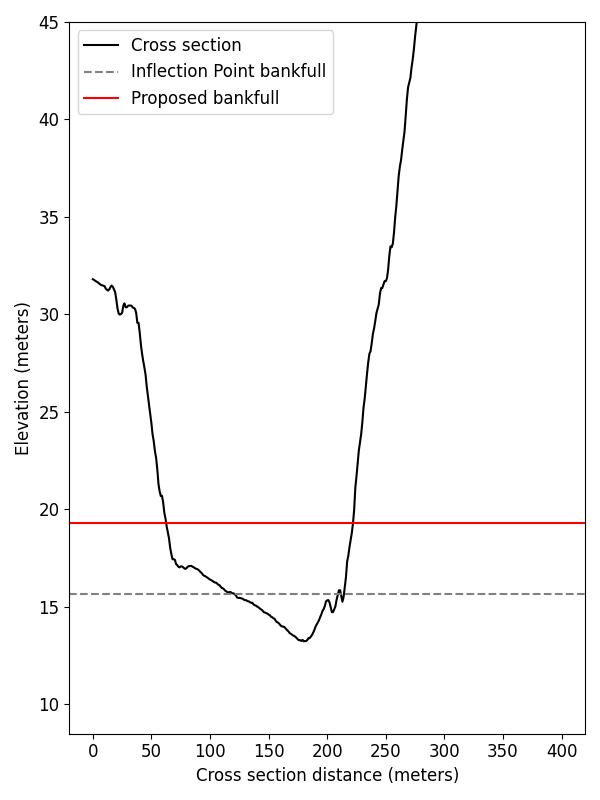 Cross section
Inflection Point bankfull
Proposed bankfull
45
40
35
30
25
20
15
10
Elevation (meters)
0 50 100 150 200 250 300 350 400
Cross section distance (meters)